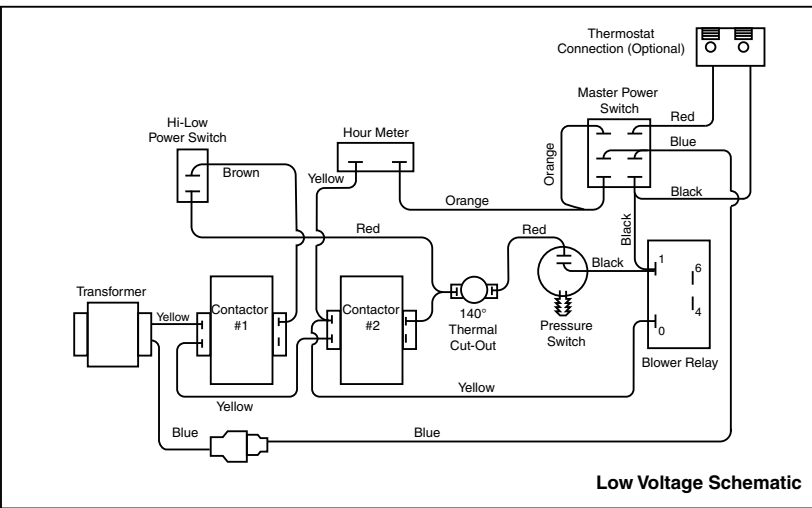 Thermostat
Connection (Optional)
Master Power
Switch
Red
Hi-Low
Power Switch
Hour Meter
Blue
Orange
Brown
Yellow
Black
Orange
Red
Red
Black
Black
1
6
Transformer
Yellow
Contactor
#1
Contactor
#2
140°
Thermal
Cut-Out
Pressure
Switch
4
0
Blower Relay
Yellow
Yellow
Blue
Blue
Low Voltage Schematic